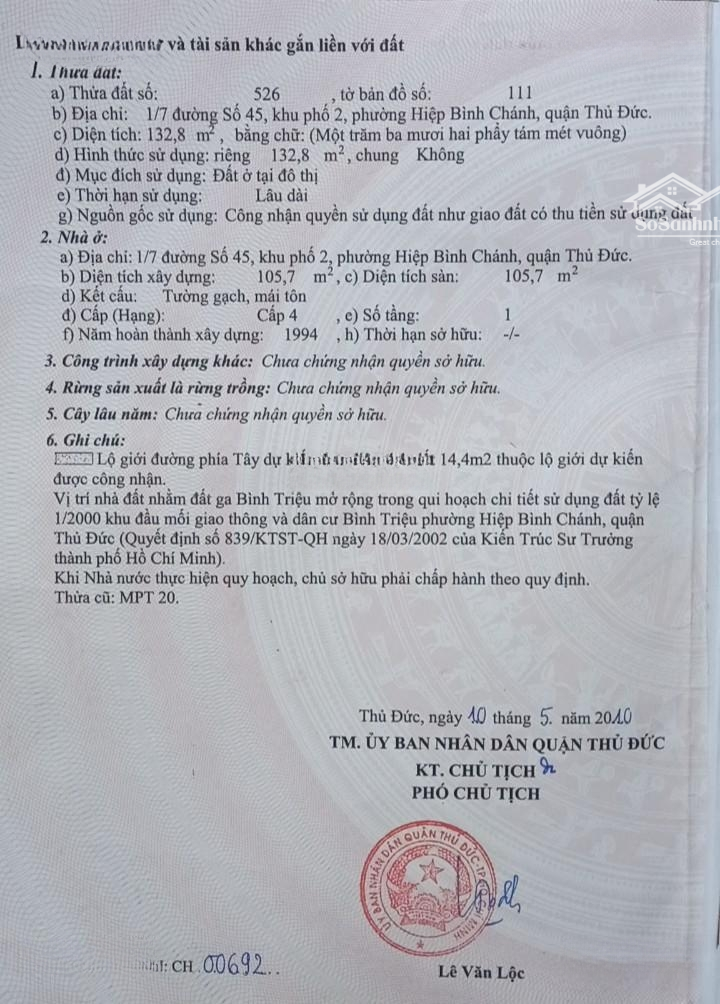 và tài sản khác gắn liền với đất
1. Thửa đất:
a) Thửa đất số: 526 , tờ bản đồ số: 111
b) Địa chỉ: 1/7 đường Số 45, khu phố 2, phường Hiệp Bình Chánh, quận Thủ Đức.
c) Diện tích: 132,8 m², bằng chữ: (Một trăm ba mươi hai phẩy tám mét vuông)
d) Hình thức sử dụng: riêng 132,8 m², chung Không
đ) Mục đích sử dụng: Đất ở tại đô thị
e) Thời hạn sử dụng: Lâu dài
g) Nguồn gốc sử dụng: Công nhận quyền sử dụng đất như giao đất có thu tiền sử dụng đất
2. Nhà ở:
a) Địa chỉ: 1/7 đường Số 45, khu phố 2, phường Hiệp Bình Chánh, quận Thủ Đức.
b) Diện tích xây dựng: 105,7 m², c) Diện tích sàn: 105,7 m²
d) Kết cấu: Tường gạch, mái tôn
đ) Cấp (Hạng): Cấp 4 , e) Số tầng: 1
f) Năm hoàn thành xây dựng: 1994 , h) Thời hạn sở hữu: -/-
3. Công trình xây dựng khác: Chưa chứng nhận quyền sở hữu.
4. Rừng sản xuất là rừng trồng: Chưa chứng nhận quyền sở hữu.
5. Cây lâu năm: Chưa chứng nhận quyền sở hữu.
6. Ghi chú:
Lộ giới đường phía Tây dự 14,4m2 thuộc lộ giới dự kiến
được công nhận.
Vị trí nhà đất nhằm đất ga Bình Triệu mở rộng trong qui hoạch chi tiết sử dụng đất tỷ lệ
1/2000 khu đầu mối giao thông và dân cư Bình Triệu phường Hiệp Bình Chánh, quận
Thủ Đức (Quyết định số 839/KTST-QH ngày 18/03/2002 của Kiến Trúc Sư Trưởng
thành phố Hồ Chí Minh).
Khi Nhà nước thực hiện quy hoạch, chủ sở hữu phải chấp hành theo quy định.
Thửa cũ: MPT 20.
Thủ Đức, ngày 10 tháng 5. năm 2010
TM. ỦY BAN NHÂN DÂN QUẬN THỦ ĐỨC
KT. CHỦ TỊCH
PHÓ CHỦ TỊCH
ỦY BAN NHÂN DÂN QUẬN THỦ ĐỨC-TP HỒ CHÍ MINH
Lê Văn Lộc
CH 00692..